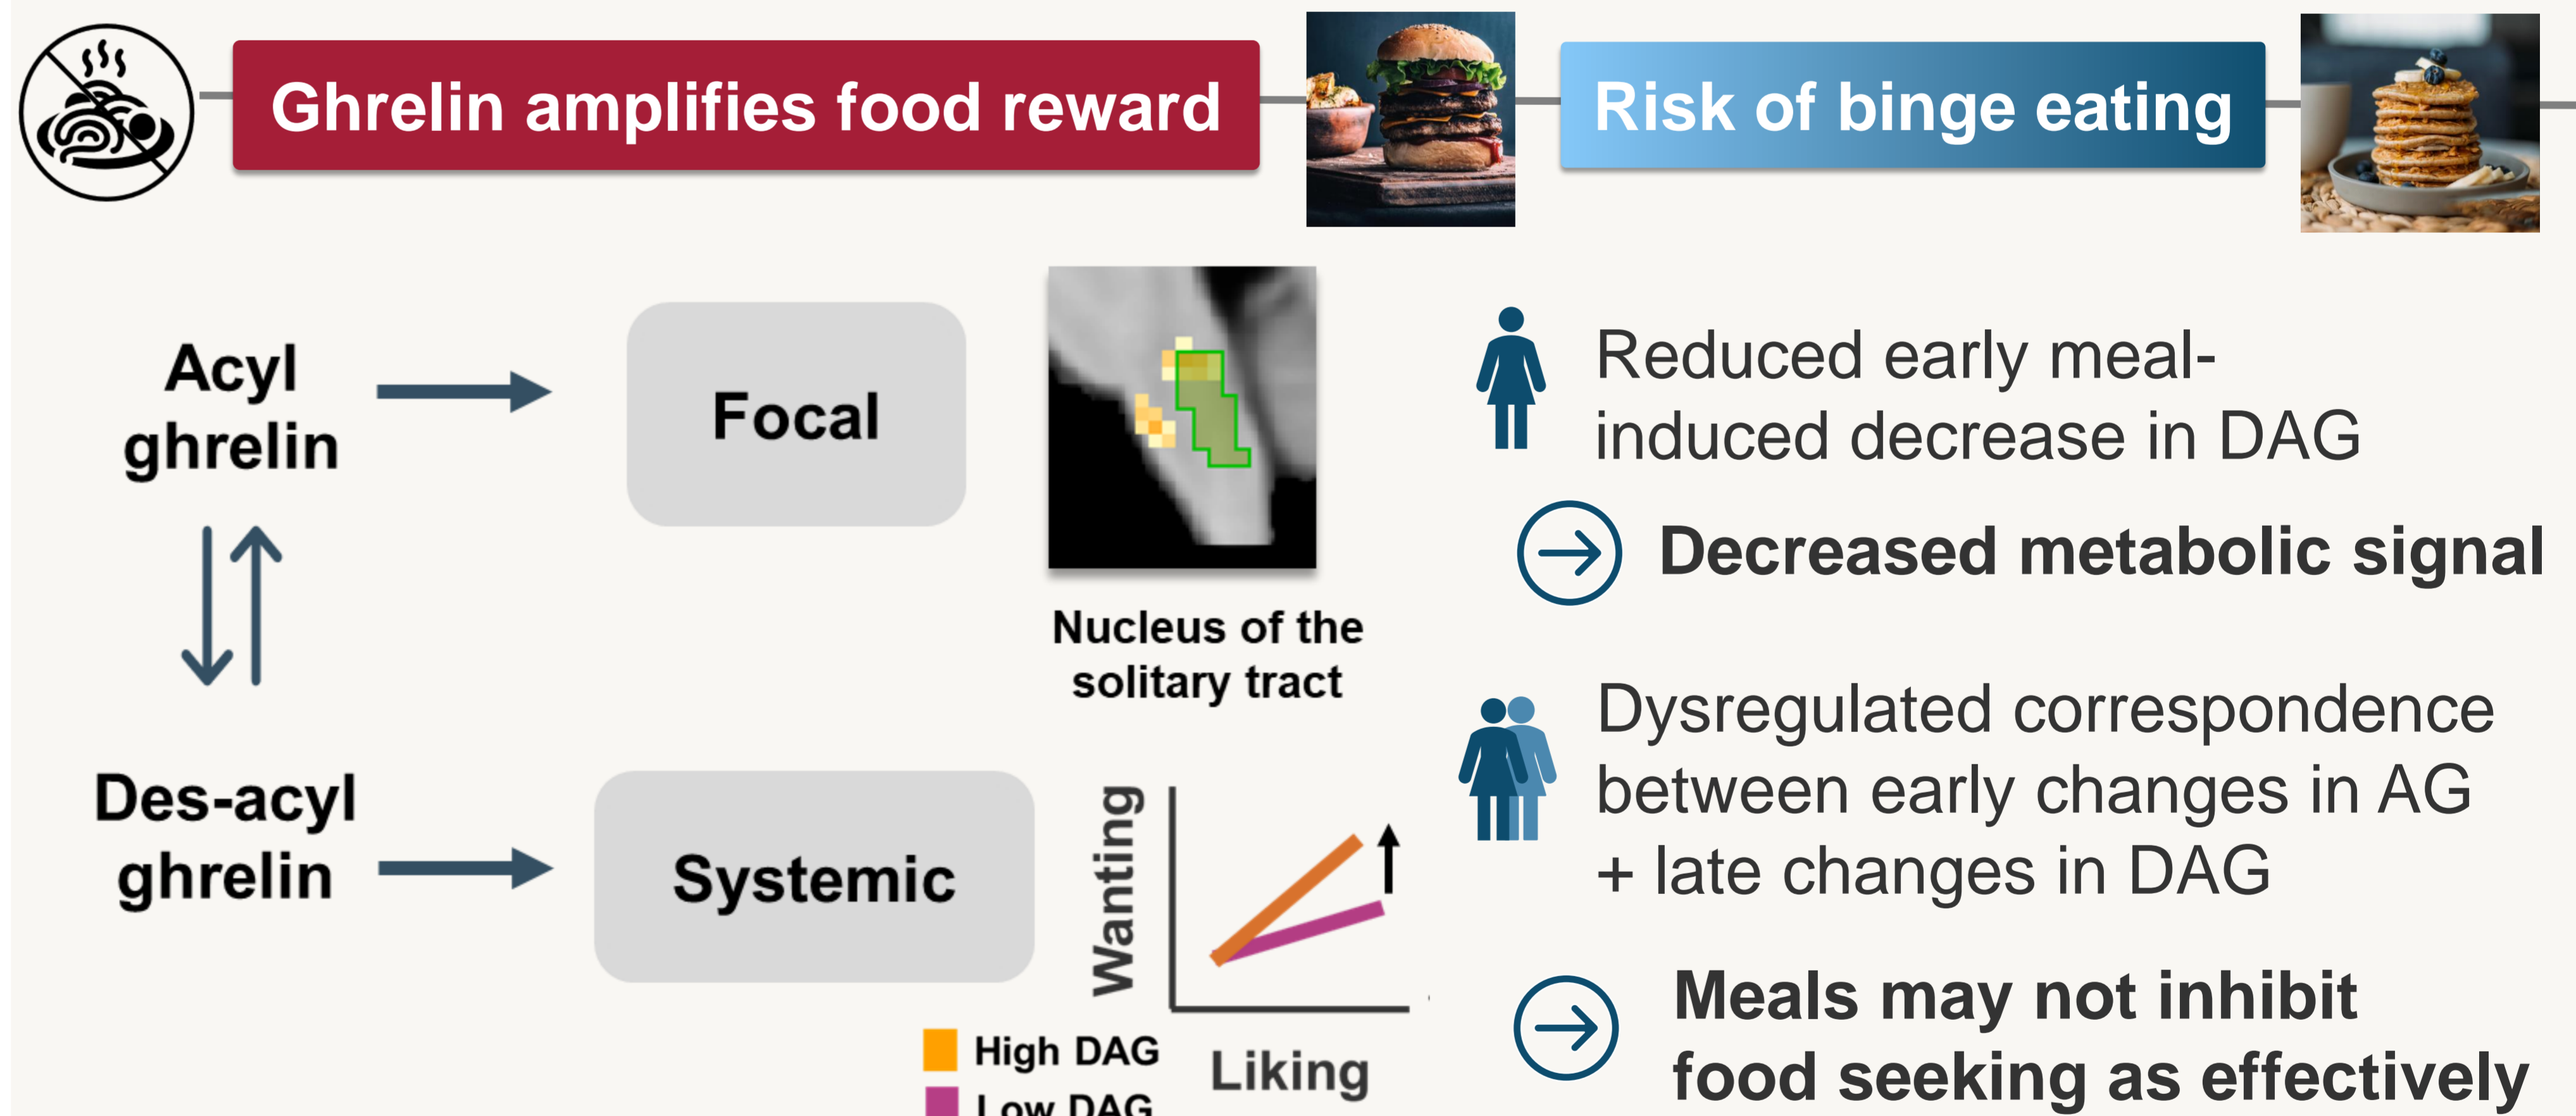 Ghrelin amplifies food reward
Risk of binge eating
Acyl
ghrelin
Focal
Nucleus of the
solitary tract
Des-acyl
ghrelin
Systemic
Wanting
Liking
High DAG
Low DAG
Reduced early meal-
induced decrease in DAG
Decreased metabolic signal
Dysregulated correspondence
between early changes in AG
+ late changes in DAG
Meals may not inhibit
food seeking as effectively